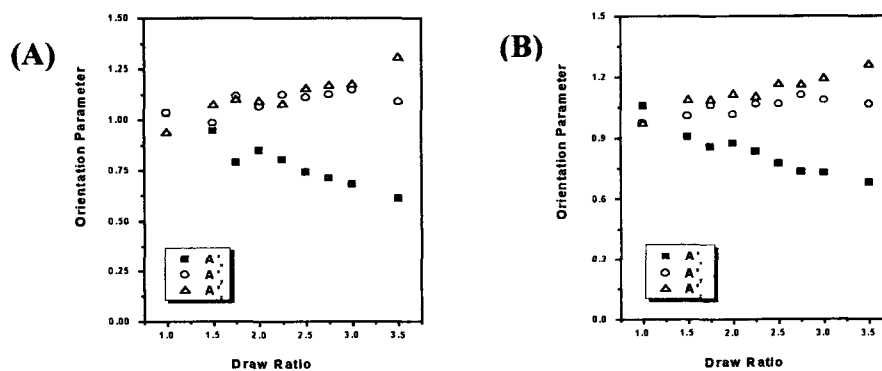 (A)
Orientation Parameter
1.50
1.25
1.00
0.75
0.50
0.25
0.00
A'x
A'y
A'z
1.0 1.5 2.0 2.5 3.0 3.5
Draw Ratio
(B)
Orientation Parameter
1.5
1.2
0.9
0.6
0.3
0.0
A'
A'
A'
1.0 1.5 2.0 2.5 3.0 3.5
Draw Ratio